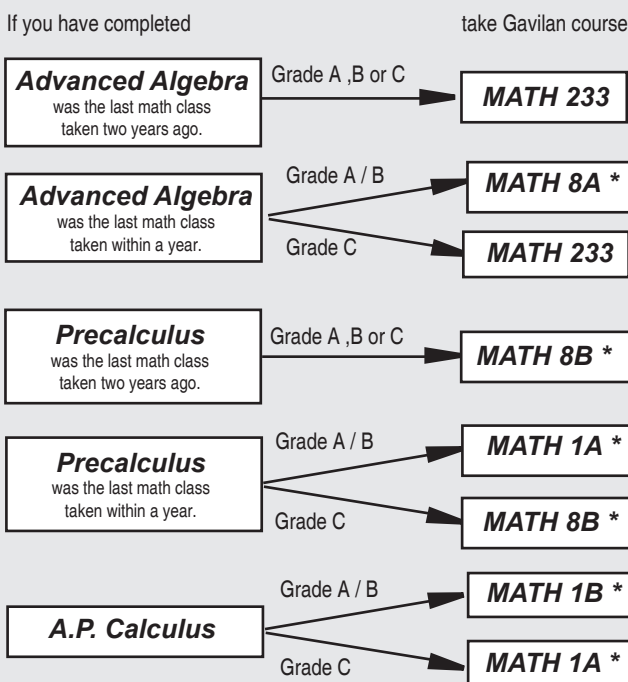 If you have completed take Gavilan course
Advanced Algebra
was the last math class
taken two years ago.
Grade A ,B or C
MATH 233
Advanced Algebra
was the last math class
taken within a year.
Grade A / B
MATH 8A *
Grade C
MATH 233
Precalculus
was the last math class
taken two years ago.
Grade A ,B or C
MATH 8B *
Precalculus
was the last math class
taken within a year.
Grade A / B
MATH 1A *
Grade C
MATH 8B *
A.P. Calculus
Grade A / B
MATH 1B *
Grade C
MATH 1A *